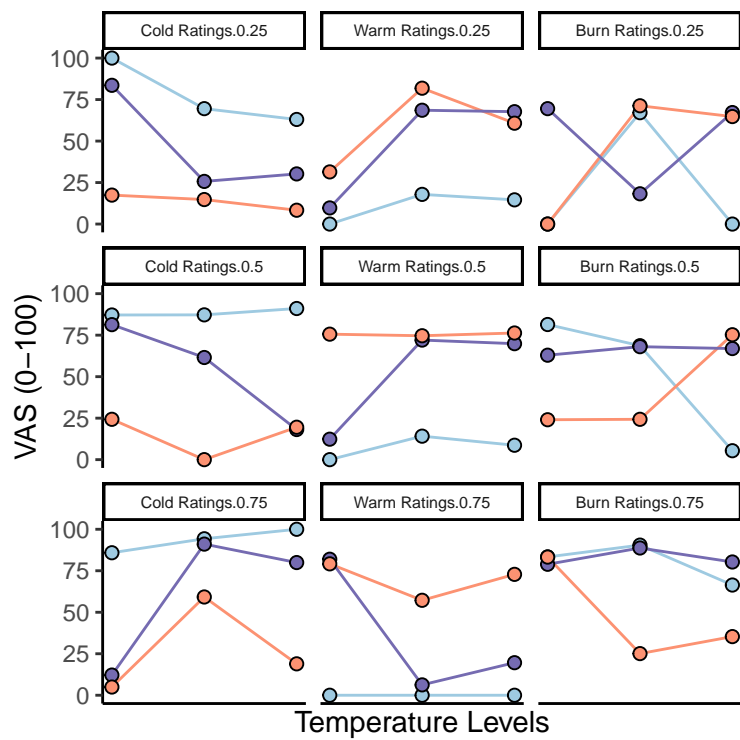 Cold Ratings.0.25
Warm Ratings.0.25
Burn Ratings.0.25
100
75
50
25
0
Cold Ratings.0.5
Warm Ratings.0.5
Burn Ratings.0.5
100
75
50
25
0
Cold Ratings.0.75
Warm Ratings.0.75
Burn Ratings.0.75
100
75
50
25
0
VAS (0−100)
Temperature Levels